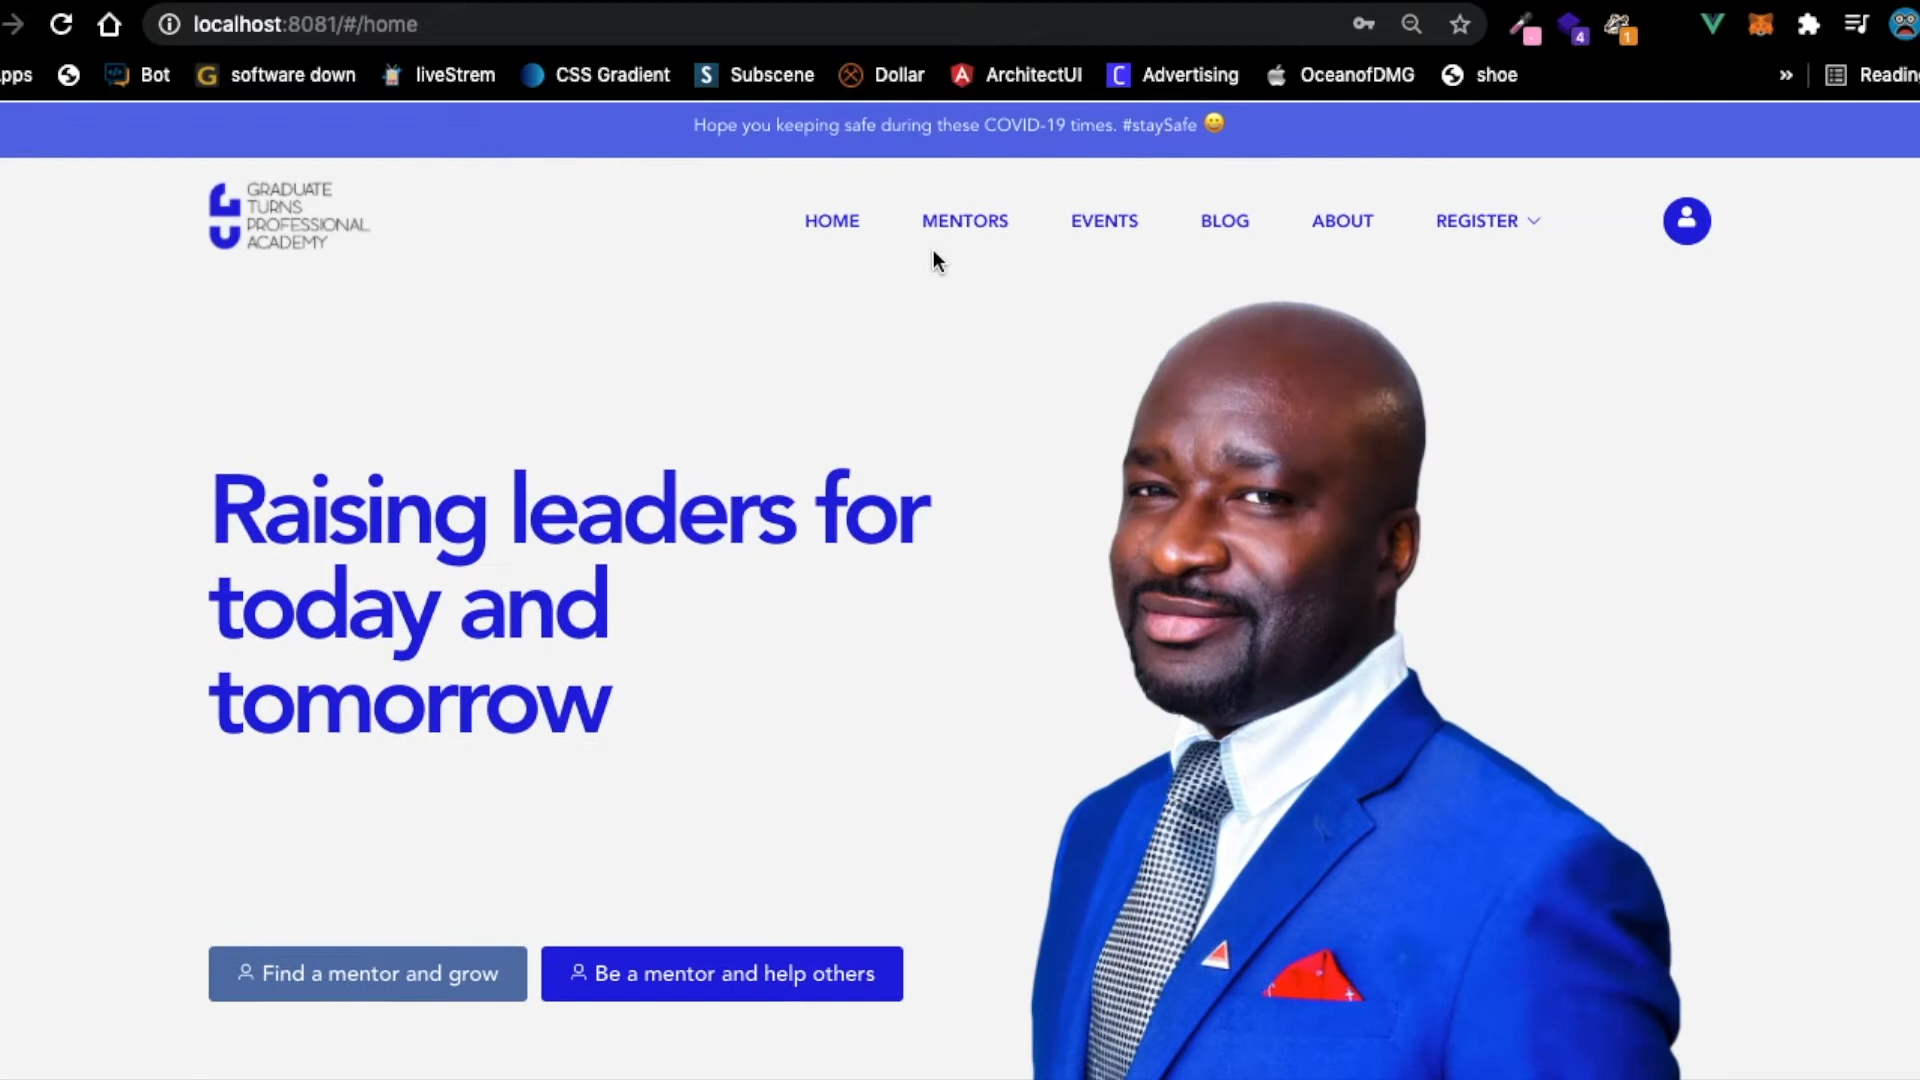 localhost:8081/#/home
4
1
pps
Bot
software down
liveStrem
CSS Gradient
S
Subscene
Dollar
ArchitectUI
Advertising
OceanofDMG
shoe
»
Readin
Hope you keeping safe during these COVID-19 times. #staySafe 😀
GRADUATE
TURNS
PROFESSIONAL
ACADEMY
HOME
MENTORS
EVENTS
BLOG
ABOUT
REGISTER
Raising leaders for
today and
tomorrow
Find a mentor and grow
Be a mentor and help others